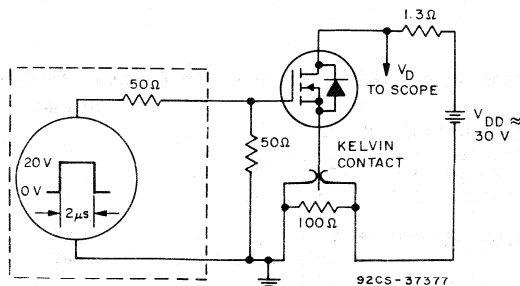 1.3Ω
50Ω
V_D
TO SCOPE
V_DD ≈
30 V
50Ω
KELVIN
CONTACT
20 V
0 V
2μs
100Ω
92CS-37377